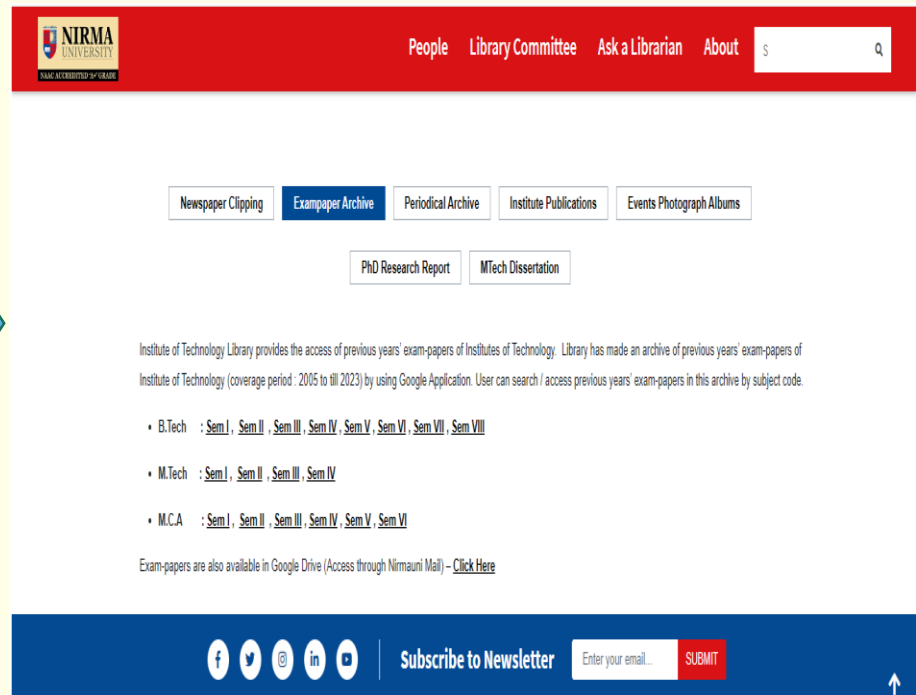 NIRMA
UNIVERSITY
NAAC ACCREDITED 'A+' GRADE
People Library Committee Ask a Librarian About S
Newspaper Clipping Exampaper Archive Periodical Archive Institute Publications Events Photograph Albums
PhD Research Report MTech Dissertation
Institute of Technology Library provides the access of previous years' exam-papers of Institutes of Technology. Library has made an archive of previous years' exam-papers of
Institute of Technology (coverage period : 2005 to till 2023) by using Google Application. User can search / access previous years' exam-papers in this archive by subject code.
• B.Tech : Sem I , Sem II , Sem III , Sem IV , Sem V , Sem VI , Sem VII , Sem VIII
• M.Tech : Sem I , Sem II , Sem III , Sem IV
• M.C.A : Sem I , Sem II , Sem III , Sem IV , Sem V , Sem VI
Exam-papers are also available in Google Drive (Access through Nirmauni Mail) – Click Here
Subscribe to Newsletter Enter your email... SUBMIT